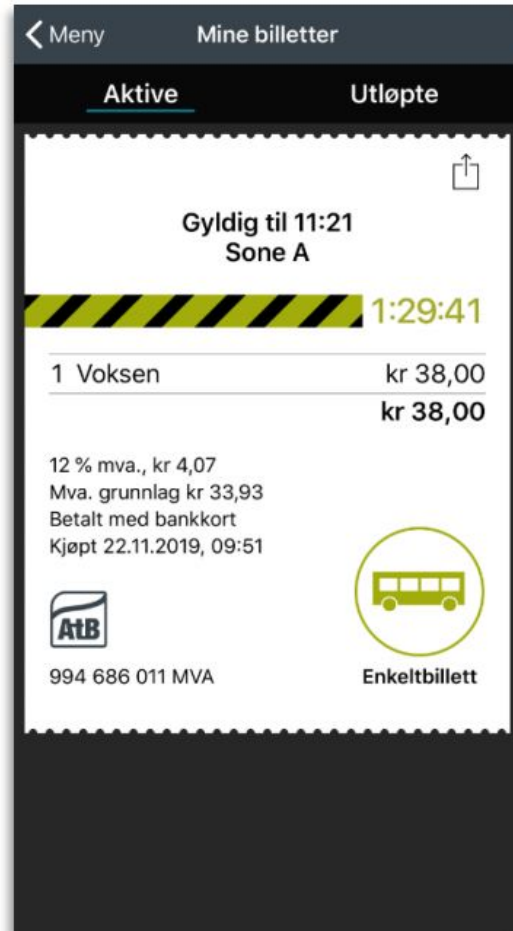 Meny
Mine billetter
Aktive
Utløpte
Gyldig til 11:21
Sone A
1:29:41
1 Voksen kr 38,00
kr 38,00
12 % mva., kr 4,07
Mva. grunnlag kr 33,93
Betalt med bankkort
Kjøpt 22.11.2019, 09:51
AtB
994 686 011 MVA
Enkeltbillett